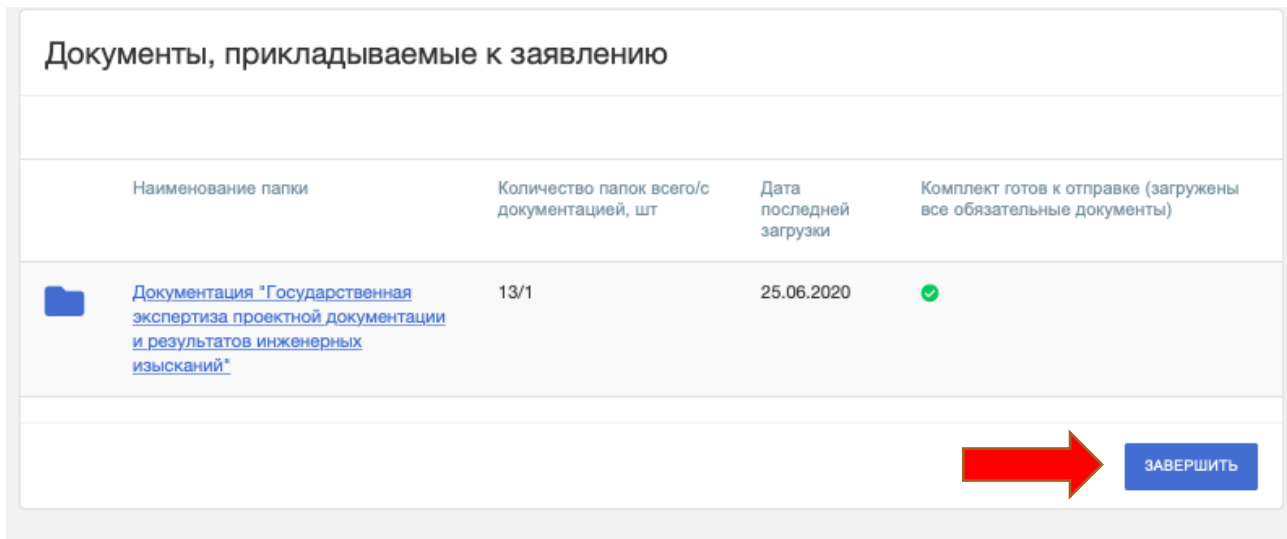 Документы, прикладываемые к заявлению
Наименование папки
Количество папок всего/с
документацией, шт
Дата
последней
загрузки
Комплект готов к отправке (загружены
все обязательные документы)
Документация "Государственная
экспертиза проектной документации
и результатов инженерных
изысканий"
13/1
25.06.2020
ЗАВЕРШИТЬ